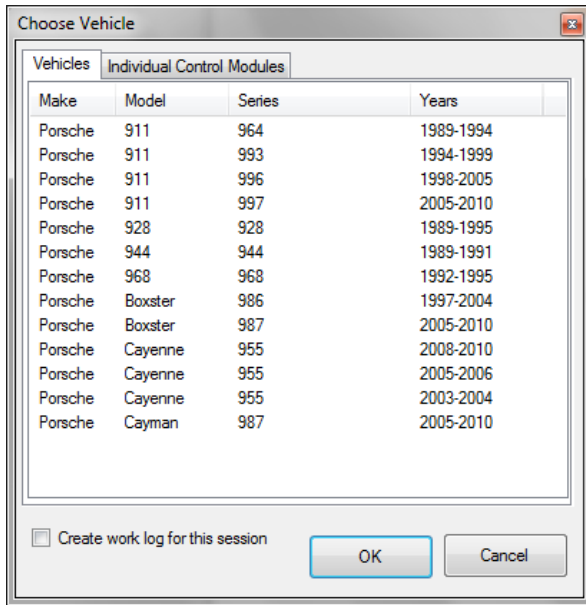 Choose Vehicle
Vehicles Individual Control Modules
Make Model Series Years
Porsche 911 964 1989-1994
Porsche 911 993 1994-1999
Porsche 911 996 1998-2005
Porsche 911 997 2005-2010
Porsche 928 928 1989-1995
Porsche 944 944 1989-1991
Porsche 968 968 1992-1995
Porsche Boxster 986 1997-2004
Porsche Boxster 987 2005-2010
Porsche Cayenne 955 2008-2010
Porsche Cayenne 955 2005-2006
Porsche Cayenne 955 2003-2004
Porsche Cayman 987 2005-2010
Create work log for this session
OK Cancel